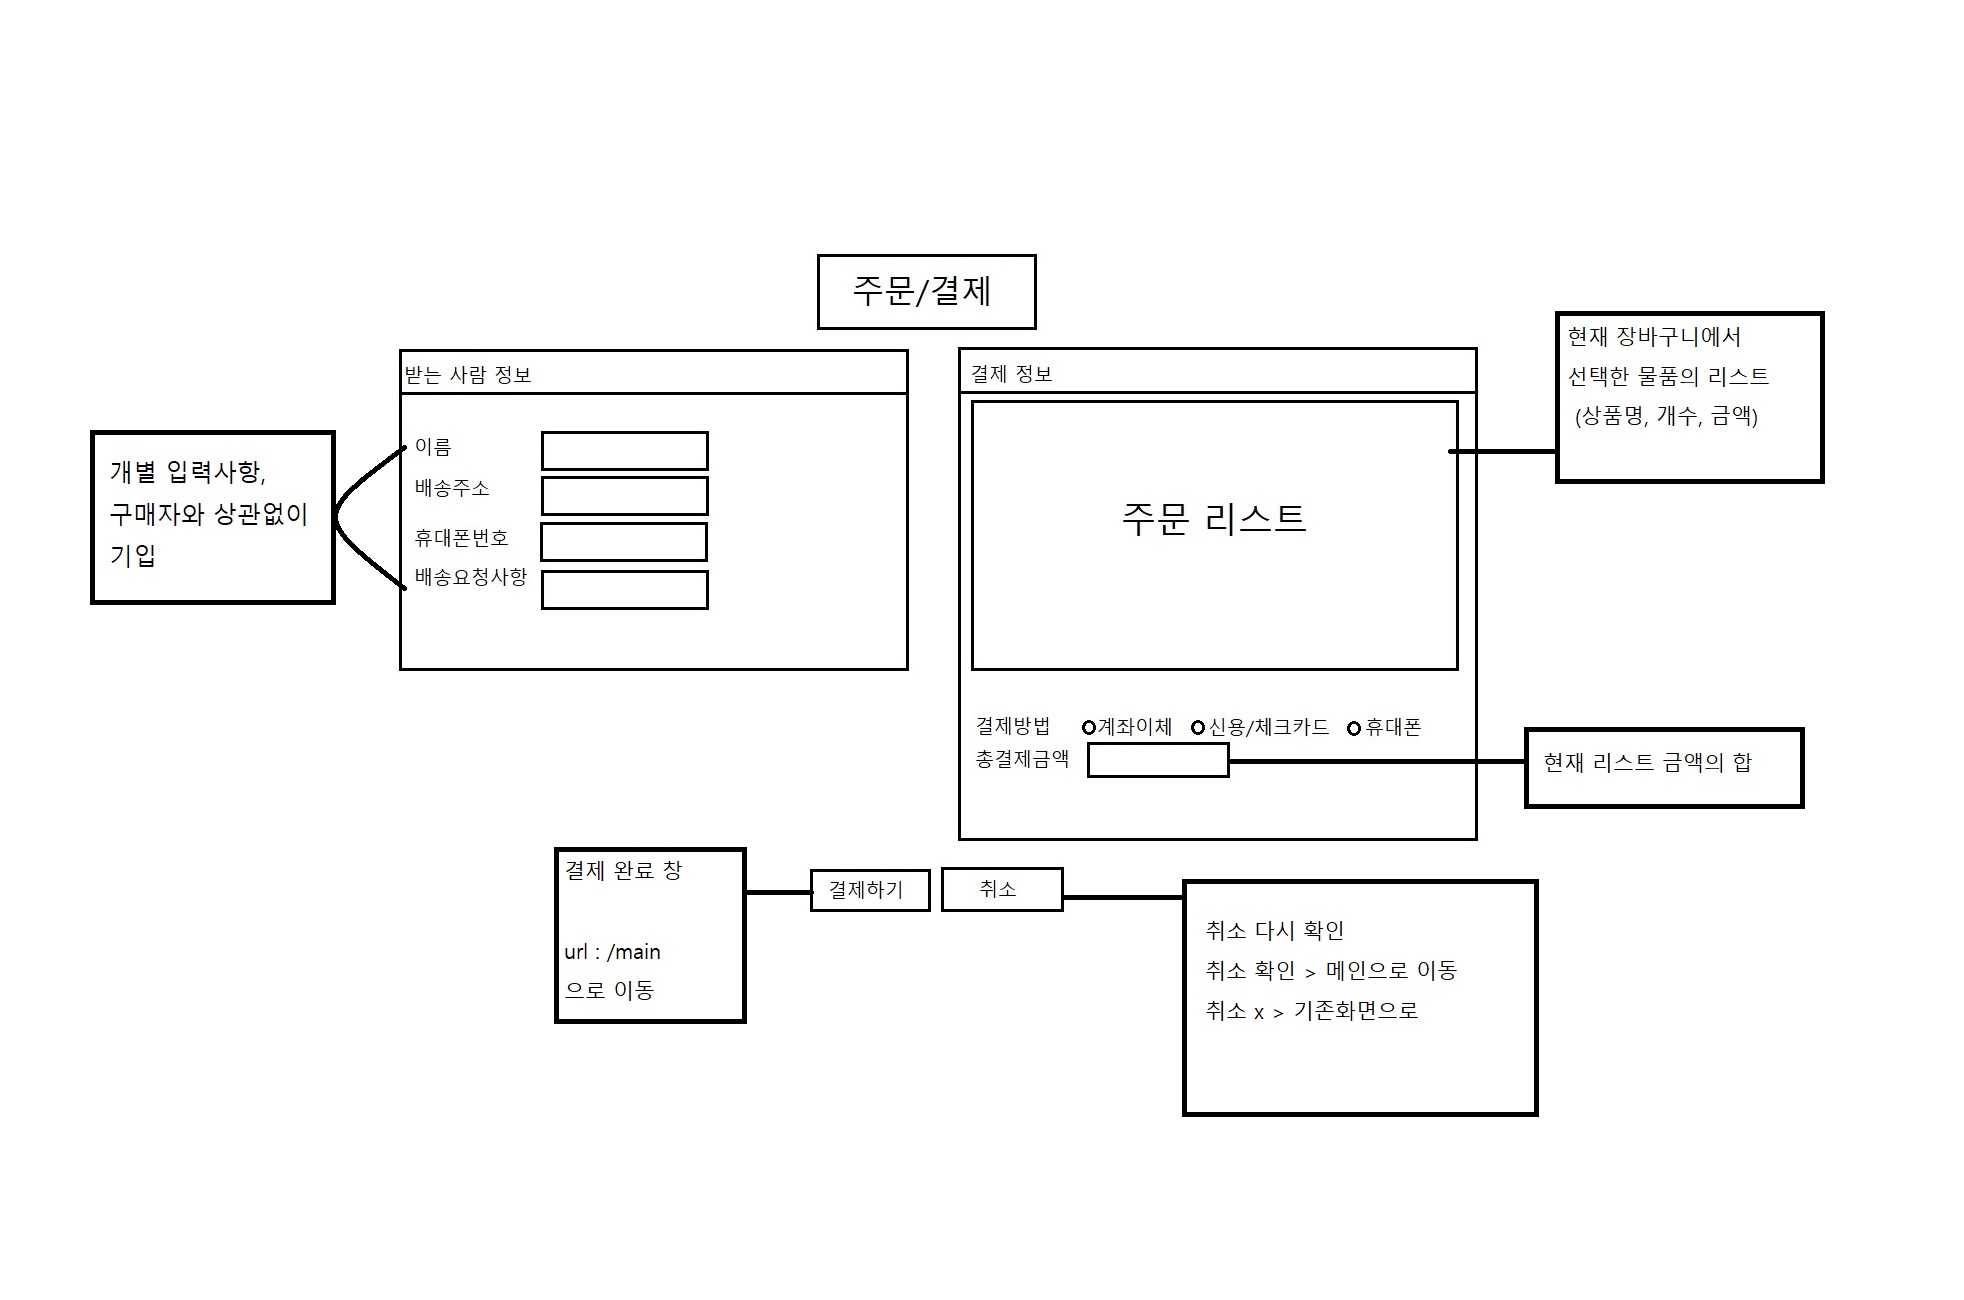 주문/결제
받는 사람 정보
이름
배송주소
휴대폰번호
배송요청사항
개별 입력사항,
구매자와 상관없이
기입
결제 정보
주문 리스트
현재 장바구니에서
선택한 물품의 리스트
(상품명, 개수, 금액)
결제방법 계좌이체 신용/체크카드 휴대폰
총결제금액
현재 리스트 금액의 합
결제 완료 창
url : /main
으로 이동
결제하기
취소
취소 다시 확인
취소 확인 > 메인으로 이동
취소 x > 기존화면으로